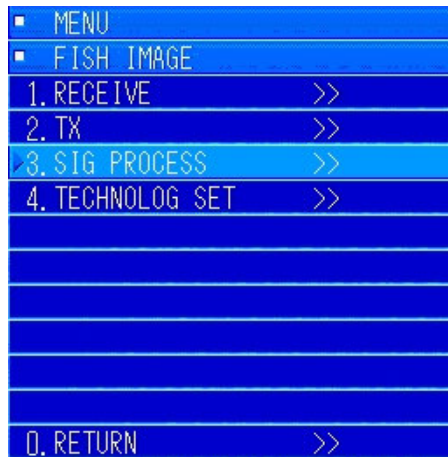 MENU
FISH IMAGE
1. RECEIVE >>
2. TX >>
3. SIG PROCESS >>
4. TECHNOLOG SET >>
0. RETURN >>